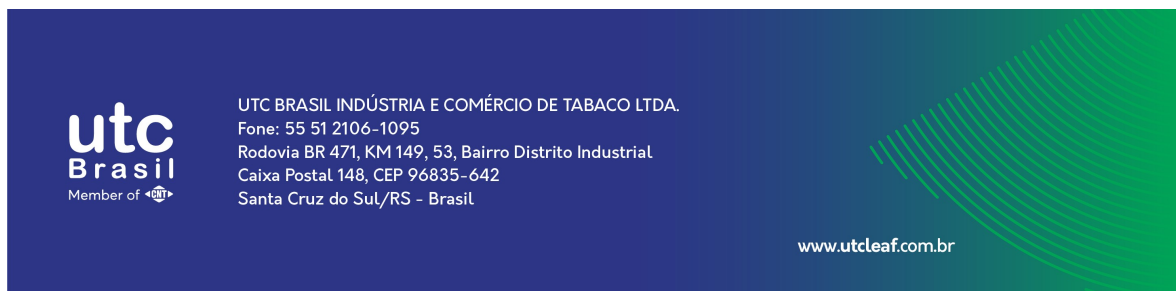 utc
Brasil
Member of CNT
UTC BRASIL INDÚSTRIA E COMÉRCIO DE TABACO LTDA.
Fone: 55 51 2106-1095
Rodovia BR 471, KM 149, 53, Bairro Distrito Industrial
Caixa Postal 148, CEP 96835-642
Santa Cruz do Sul/RS - Brasil
www.utcleaf.com.br